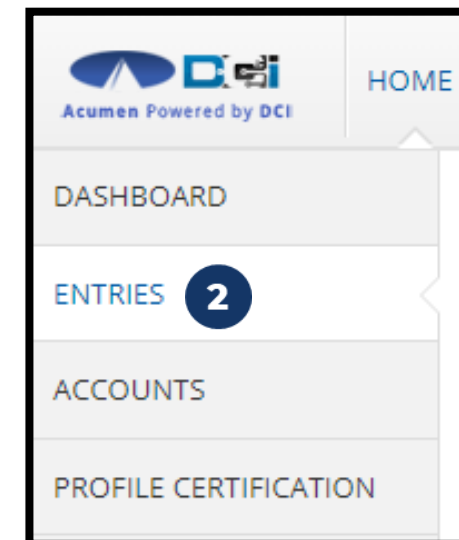 DCI
HOME
Acumen Powered by DCI
DASHBOARD
ENTRIES 2
ACCOUNTS
PROFILE CERTIFICATION